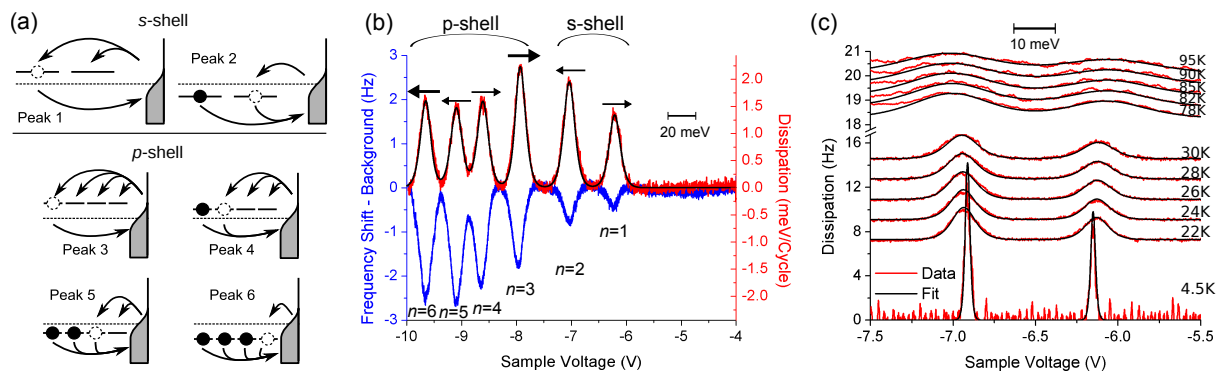 (a)
s-shell
Peak 1
Peak 2
p-shell
Peak 3
Peak 4
Peak 5
Peak 6
(b)
p-shell
s-shell
Frequency Shift - Background (Hz)
3
2
1
0
-1
-2
-3
20 meV
n=6
n=5
n=4
n=3
n=2
n=1
2.0
1.5
1.0
0.5
0.0
-0.5
-1.0
-1.5
-2.0
Dissipation (meV/Cycle)
-10
-9
-8
-7
-6
-5
-4
Sample Voltage (V)
(c)
10 meV
Dissipation (Hz)
21
20
19
18
16
12
8
4
0
95K
90K
85K
82K
78K
30K
28K
26K
24K
22K
4.5K
Data
Fit
-7.5
-7.0
-6.5
-6.0
-5.5
Sample Voltage (V)